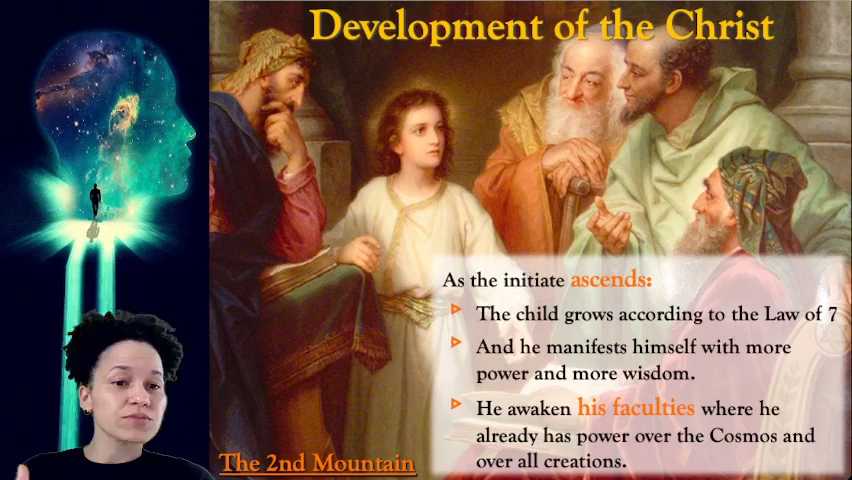 Development of the Christ
As the initiate ascends:
The child grows according to the Law of 7
And he manifests himself with more
power and more wisdom.
He awaken his faculties where he
already has power over the Cosmos and
over all creations.
The 2nd Mountain